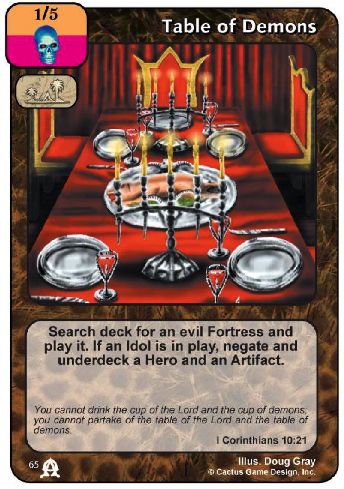 1/5
Table of Demons
Search deck for an evil Fortress and
play it. If an Idol is in play, negate and
underdeck a Hero and an Artifact.
You cannot drink the cup of the Lord and the cup of demons;
you cannot partake of the table of the Lord and the table of
demons.
I Corinthians 10:21
65
Illus. Doug Gray
© Cactus Game Design, Inc.